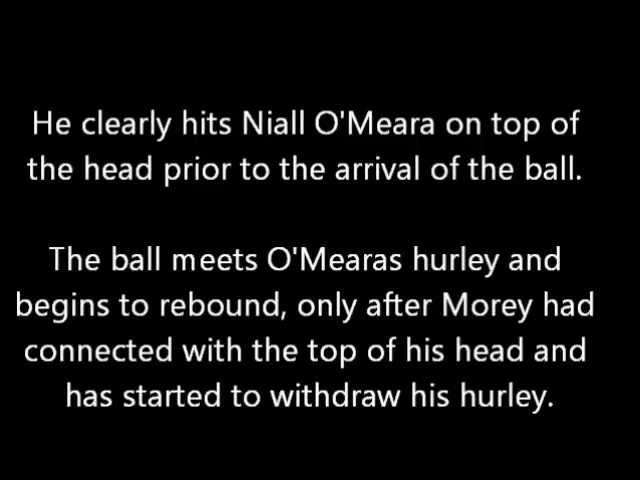 He clearly hits Niall O'Meara on top of
the head prior to the arrival of the ball.
The ball meets O'Mearas hurley and
begins to rebound, only after Morey had
connected with the top of his head and
has started to withdraw his hurley.